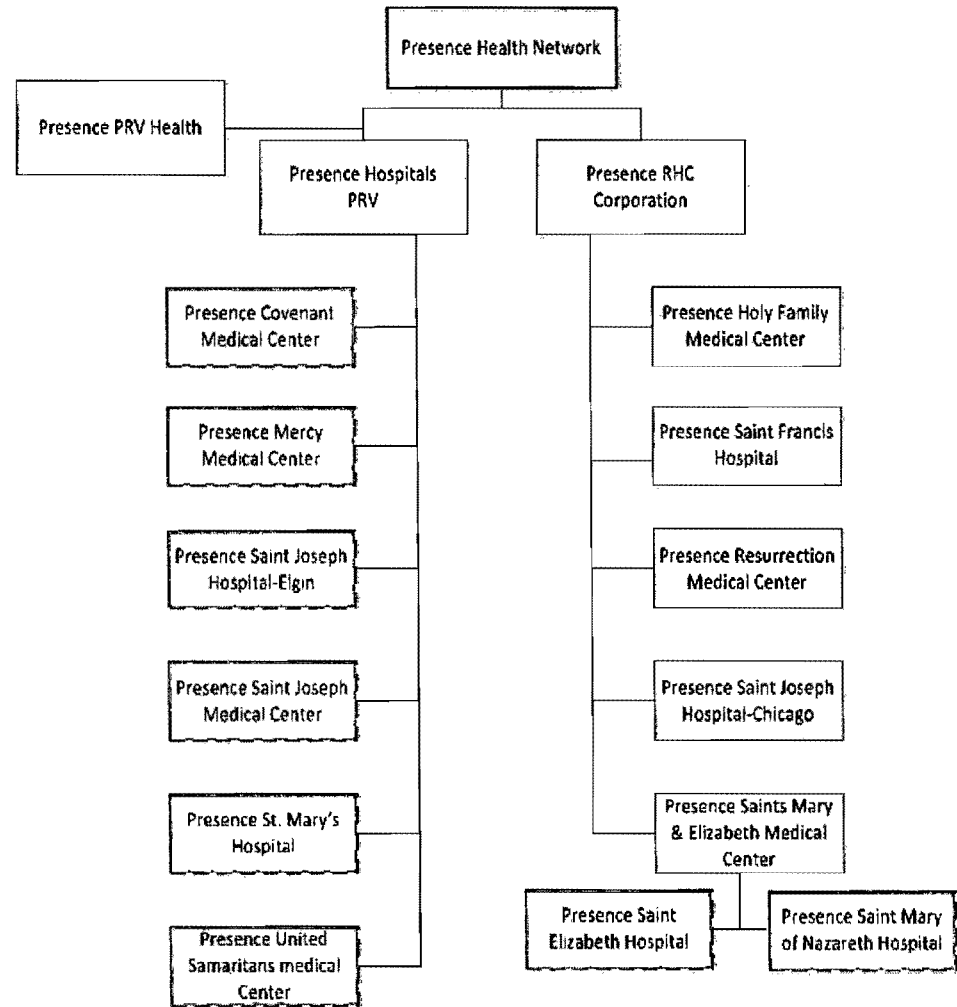 Presence Health Network
Presence PRV Health
Presence Hospitals
PRV
Presence RHC
Corporation
Presence Covenant
Medical Center
Presence Mercy
Medical Center
Presence Saint Joseph
Hospital-Elgin
Presence Saint Joseph
Medical Center
Presence St. Mary's
Hospital
Presence United
Samaritans medical
Center
Presence Holy Family
Medical Center
Presence Saint Francis
Hospital
Presence Resurrection
Medical Center
Presence Saint Joseph
Hospital-Chicago
Presence Saints Mary
& Elizabeth Medical
Center
Presence Saint
Elizabeth Hospital
Presence Saint Mary
of Nazareth Hospital